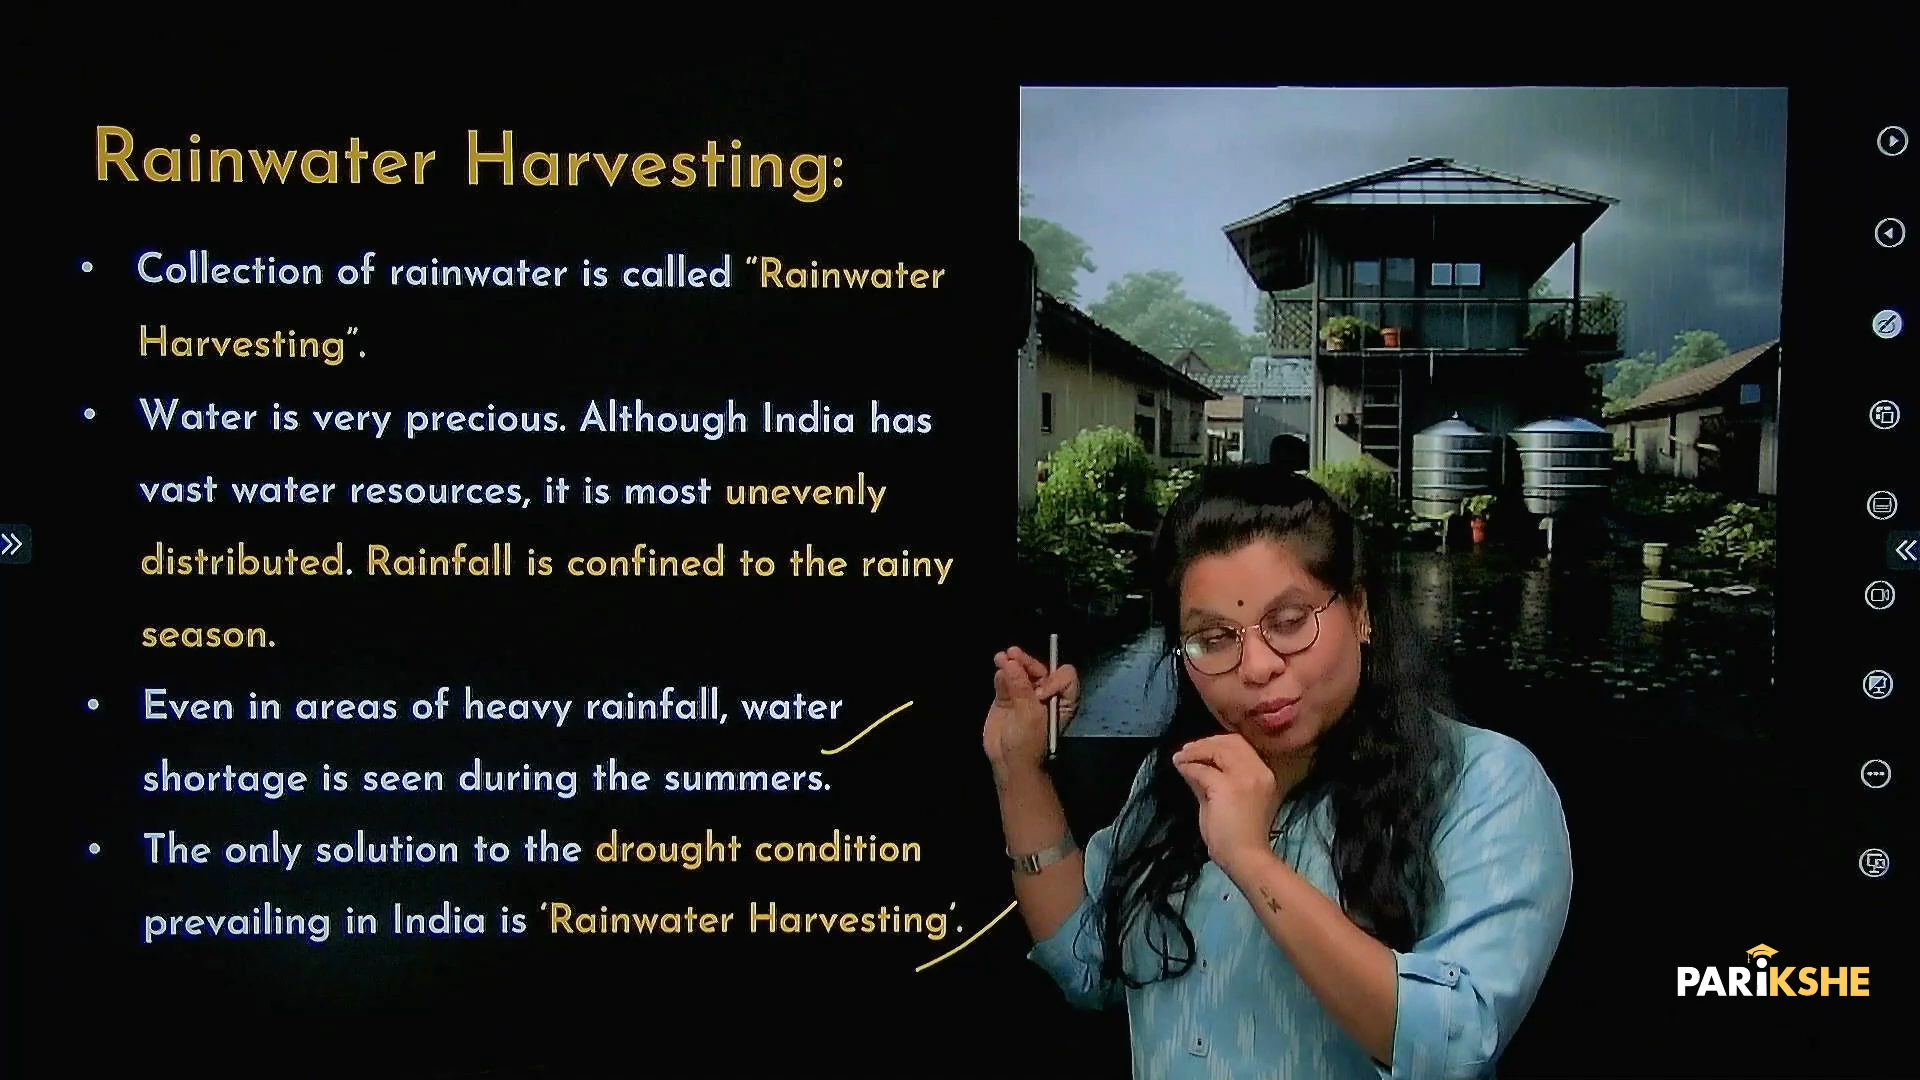 Rainwater Harvesting:
• Collection of rainwater is called “Rainwater
Harvesting”.
• Water is very precious. Although India has
vast water resources, it is most unevenly
distributed. Rainfall is confined to the rainy
season.
• Even in areas of heavy rainfall, water
shortage is seen during the summers.
• The only solution to the drought condition
prevailing in India is ‘Rainwater Harvesting’.
PARiKSHE